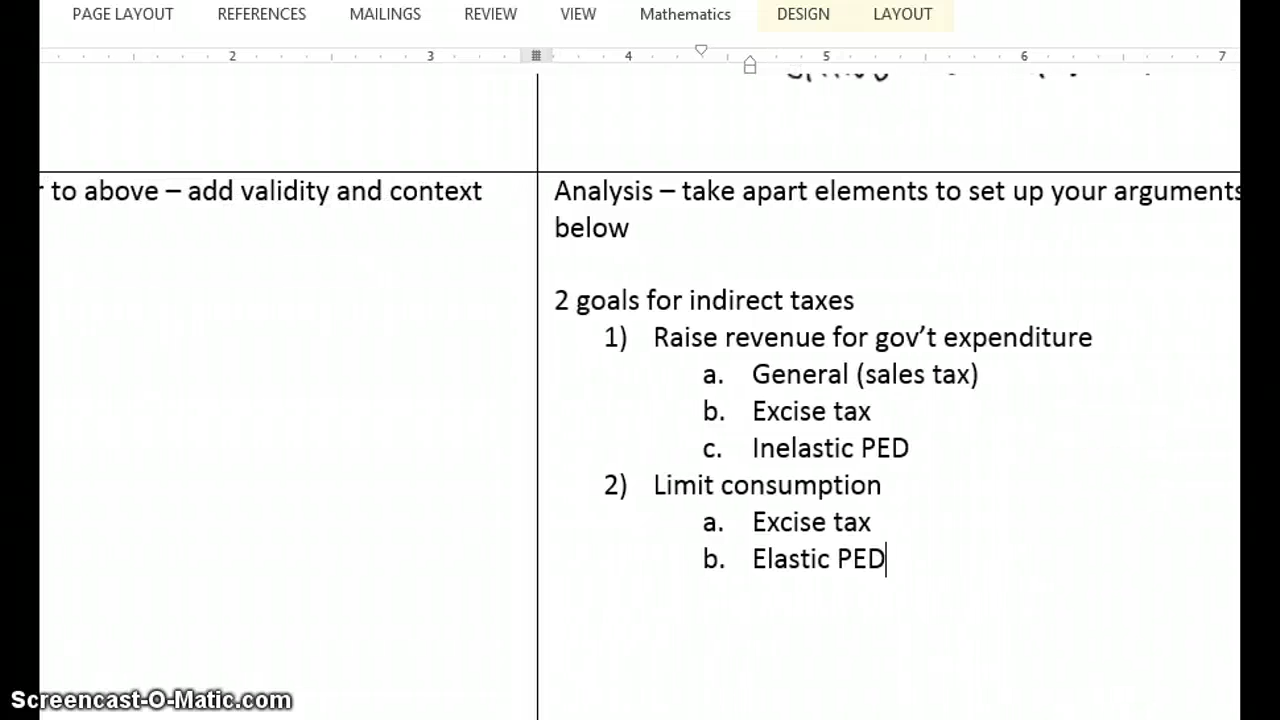 PAGE LAYOUT REFERENCES MAILINGS REVIEW VIEW Mathematics DESIGN LAYOUT
2 3 4 5 6 7
to above – add validity and context
Analysis – take apart elements to set up your arguments
below
2 goals for indirect taxes
1) Raise revenue for gov’t expenditure
a. General (sales tax)
b. Excise tax
c. Inelastic PED
2) Limit consumption
a. Excise tax
b. Elastic PED
Screencast-O-Matic.com